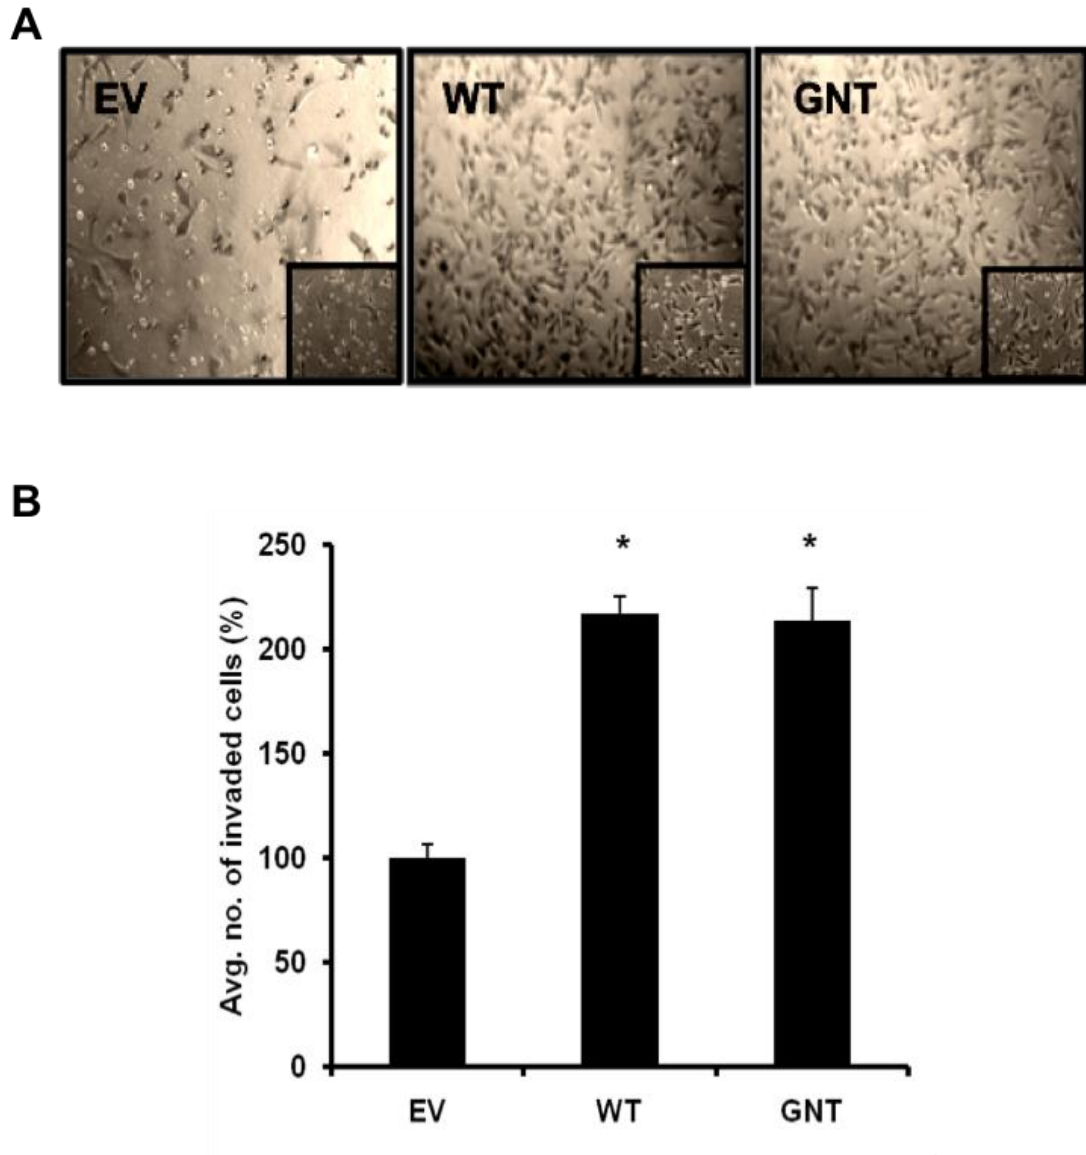 A
EV
WT
GNT
B
Avg. no. of invaded cells (%)
250
200
150
100
50
0
*
*
EV
WT
GNT